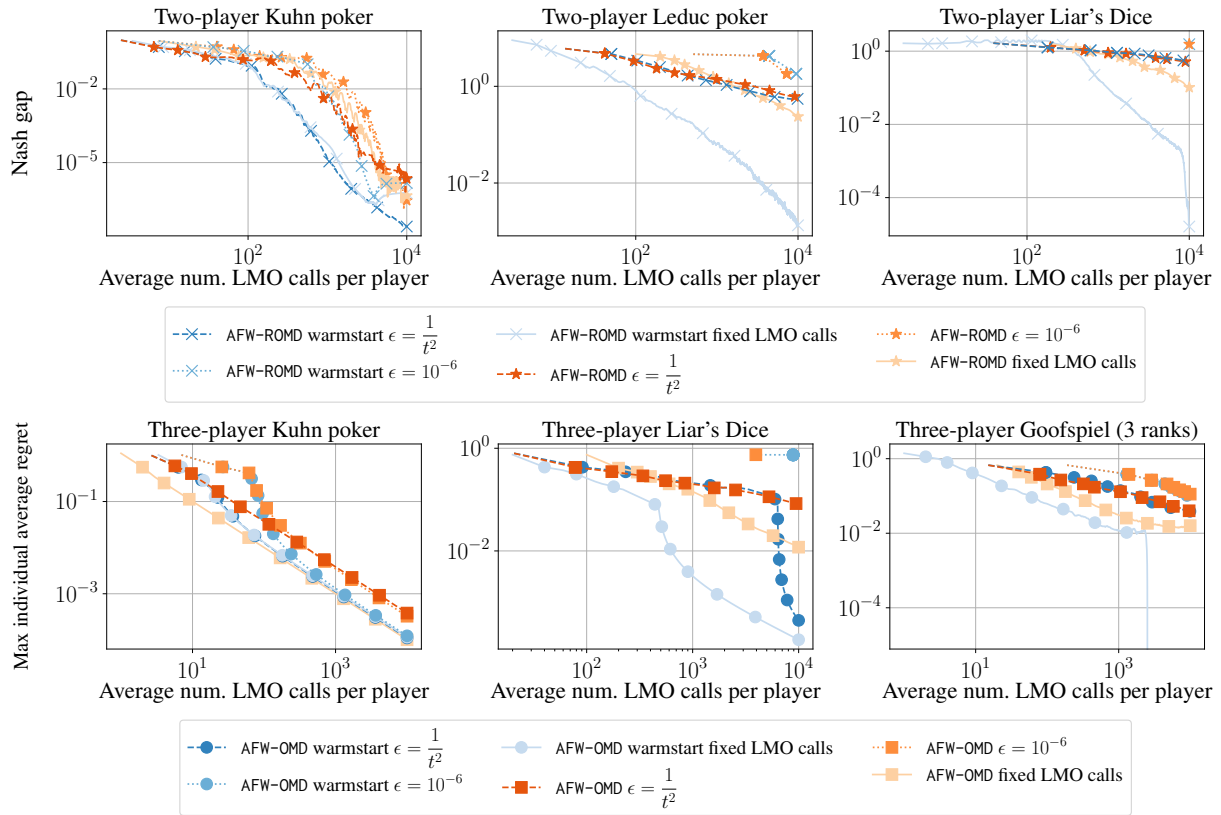 Two-player Kuhn poker
Two-player Leduc poker
Two-player Liar's Dice
Nash gap
10^-2
10^-5
10^2
10^4
Average num. LMO calls per player
10^0
10^-2
10^2
10^4
Average num. LMO calls per player
10^0
10^-2
10^-4
10^2
10^4
Average num. LMO calls per player
AFW-ROMD warmstart ϵ = 1/t^2
AFW-ROMD warmstart ϵ = 10^-6
AFW-ROMD warmstart fixed LMO calls
AFW-ROMD ϵ = 1/t^2
AFW-ROMD ϵ = 10^-6
AFW-ROMD fixed LMO calls
Three-player Kuhn poker
Three-player Liar's Dice
Three-player Goofspiel (3 ranks)
Max individual average regret
10^-1
10^-3
10^1
10^3
Average num. LMO calls per player
10^0
10^-2
10^2
10^3
10^4
Average num. LMO calls per player
10^0
10^-2
10^-4
10^1
10^3
Average num. LMO calls per player
AFW-OMD warmstart ϵ = 1/t^2
AFW-OMD warmstart ϵ = 10^-6
AFW-OMD warmstart fixed LMO calls
AFW-OMD ϵ = 1/t^2
AFW-OMD ϵ = 10^-6
AFW-OMD fixed LMO calls